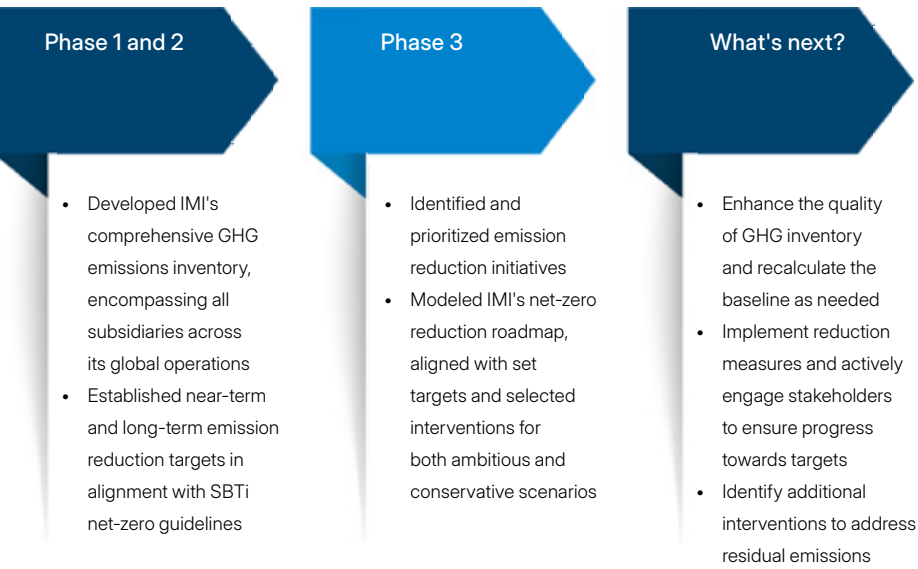 Phase 1 and 2
• Developed IMI's
comprehensive GHG
emissions inventory,
encompassing all
subsidiaries across
its global operations
• Established near-term
and long-term emission
reduction targets in
alignment with SBTi
net-zero guidelines
Phase 3
• Identified and
prioritized emission
reduction initiatives
• Modeled IMI's net-zero
reduction roadmap,
aligned with set
targets and selected
interventions for
both ambitious and
conservative scenarios
What's next?
• Enhance the quality
of GHG inventory
and recalculate the
baseline as needed
• Implement reduction
measures and actively
engage stakeholders
to ensure progress
towards targets
• Identify additional
interventions to address
residual emissions